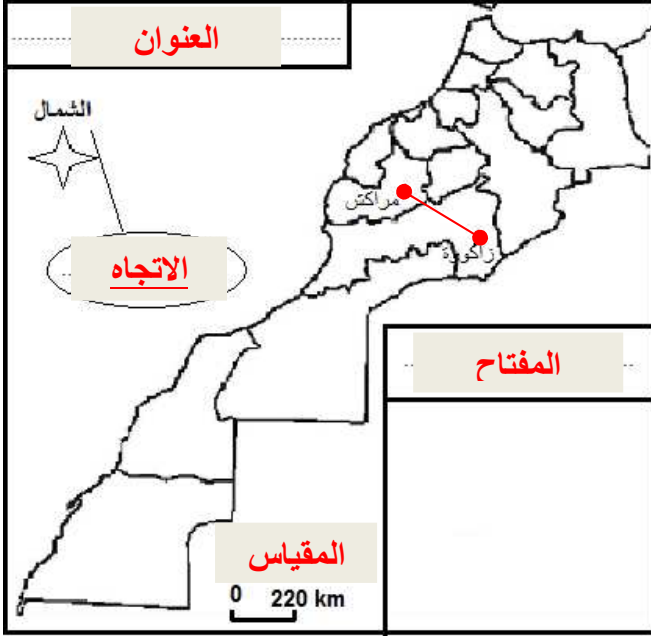 العنوان
الشمال
مراكش
زاكورة
الاتجاه
المفتاح
المقياس
0 220 km